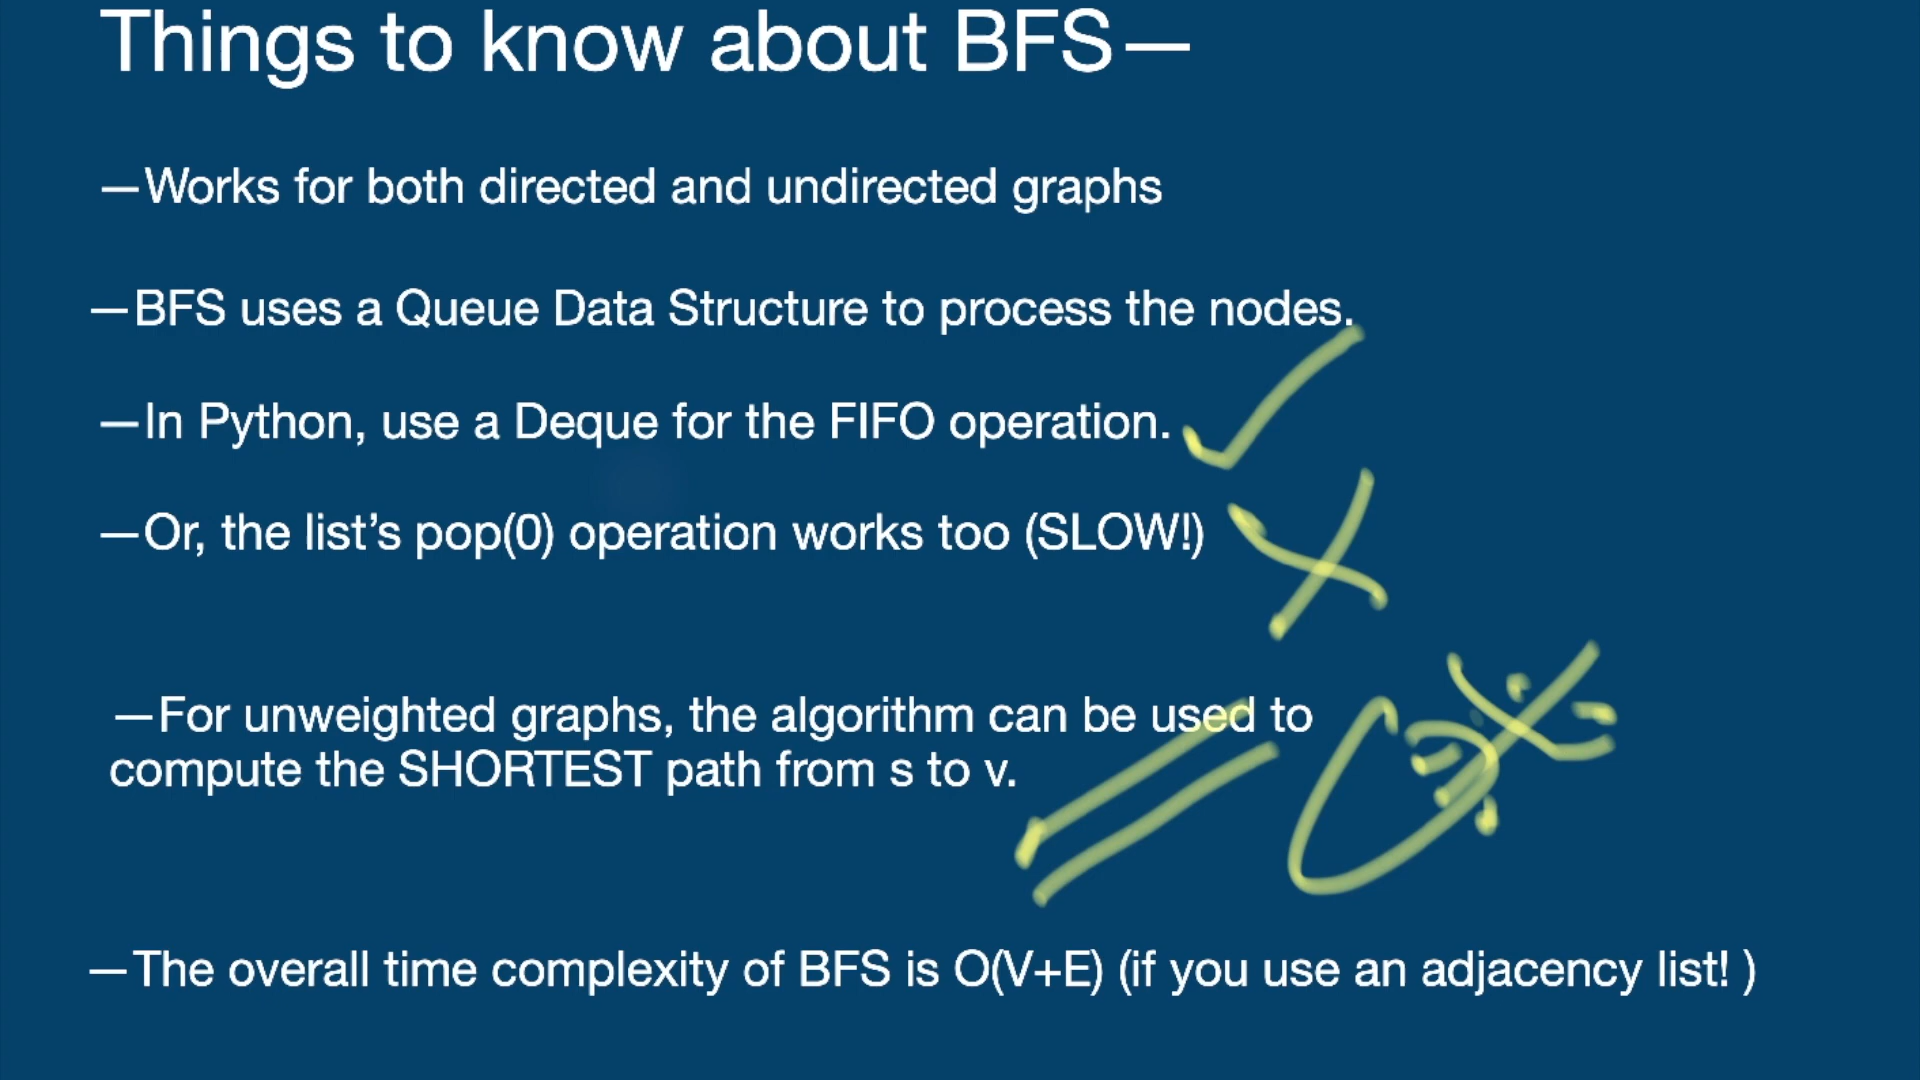 Things to know about BFS—
—Works for both directed and undirected graphs
—BFS uses a Queue Data Structure to process the nodes.
—In Python, use a Deque for the FIFO operation.
—Or, the list’s pop(0) operation works too (SLOW!)
—For unweighted graphs, the algorithm can be used to
compute the SHORTEST path from s to v.
—The overall time complexity of BFS is O(V+E) (if you use an adjacency list! )